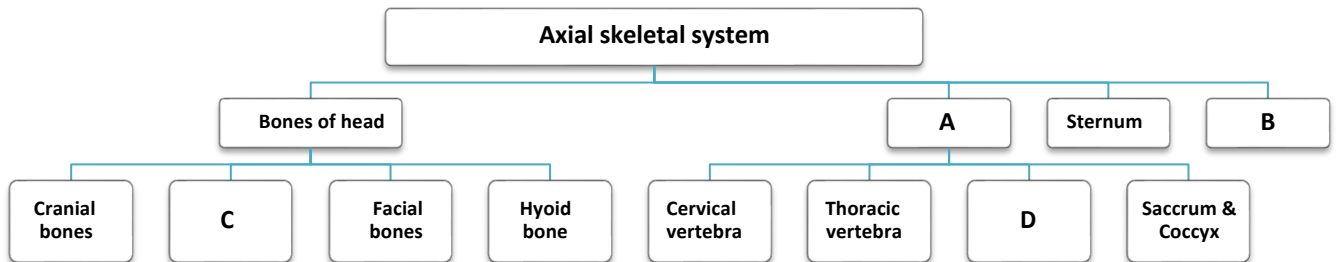 Axial skeletal system
Bones of head
A
Sternum
B
Cranial
bones
C
Facial
bones
Hyoid
bone
Cervical
vertebra
Thoracic
vertebra
D
Saccrum &
Coccyx